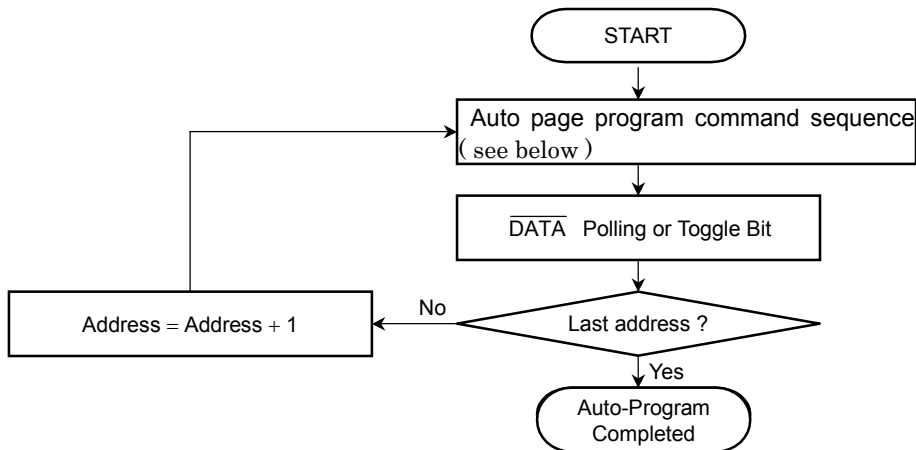 START
Auto page program command sequence
( see below )
D̅A̅T̅A̅ Polling or Toggle Bit
Last address ?
No
Address = Address + 1
Yes
Auto-Program
Completed